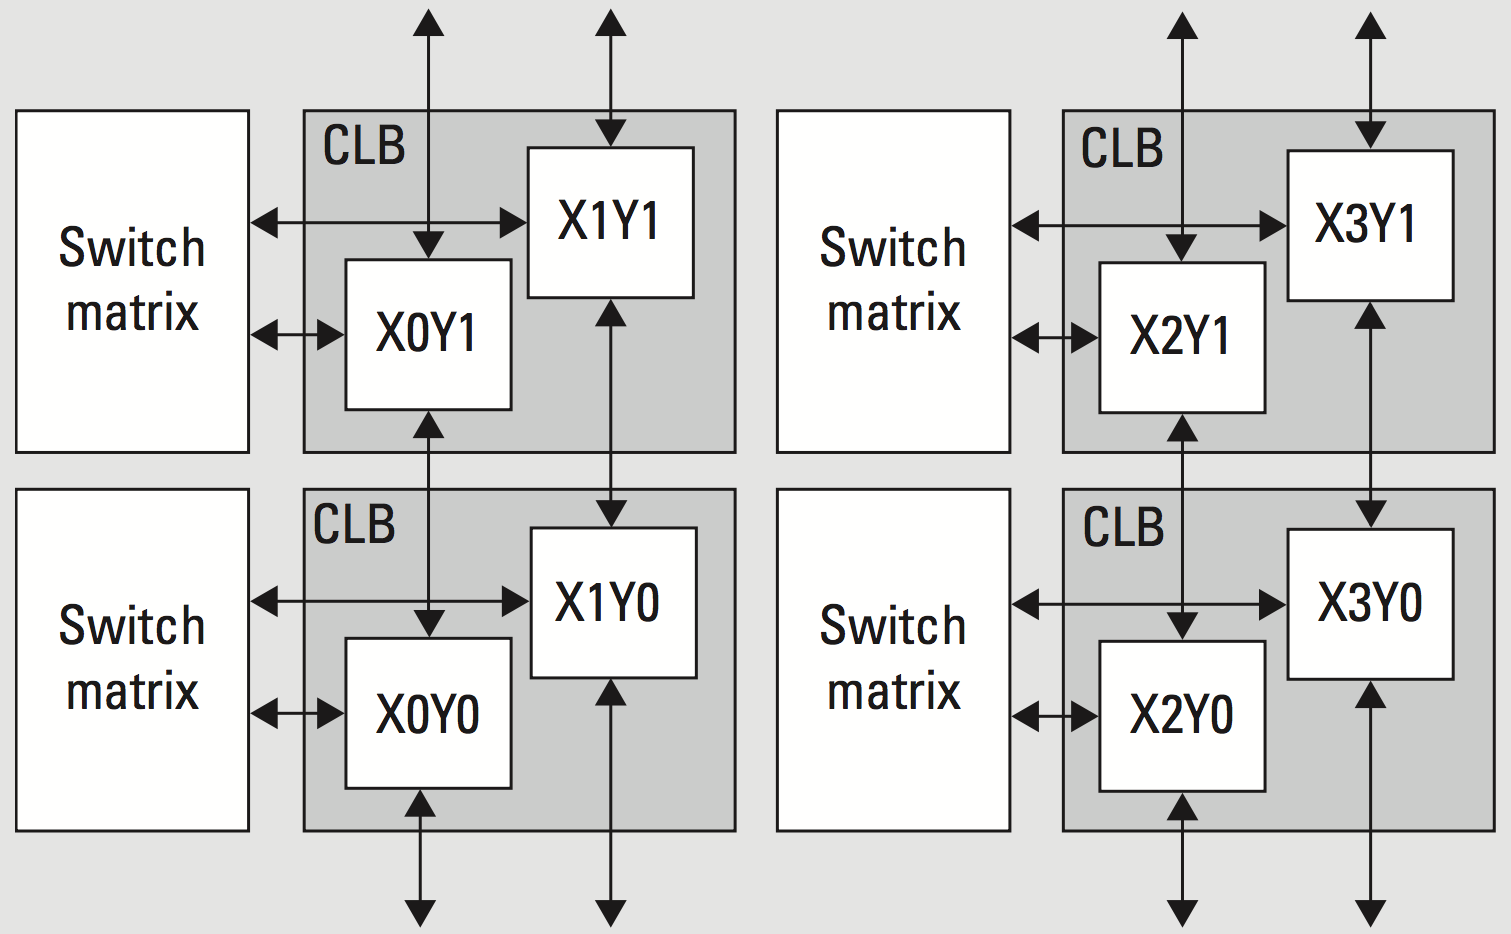 CLB
X1Y1
Switch
matrix
X0Y1
CLB
X3Y1
Switch
matrix
X2Y1
CLB
X1Y0
Switch
matrix
X0Y0
CLB
X3Y0
Switch
matrix
X2Y0